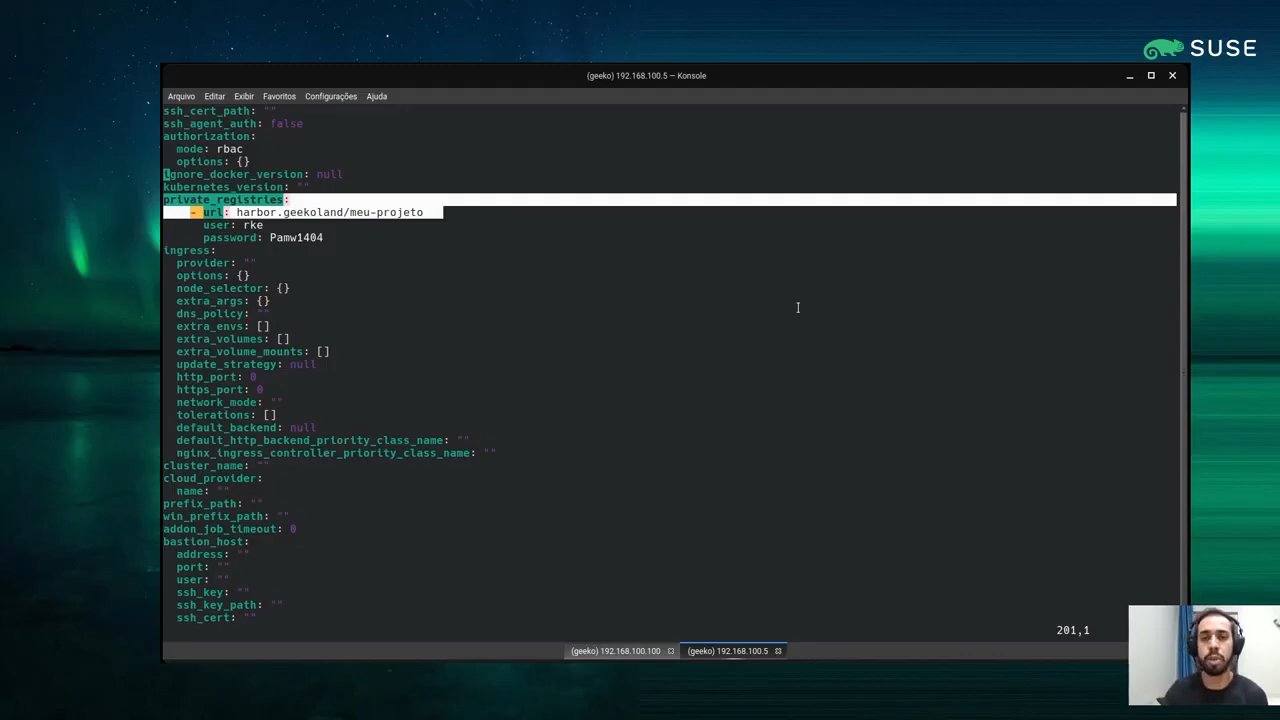 SUSE
(geeko) 192.168.100.5 — Konsole
Arquivo Editar Exibir Favoritos Configurações Ajuda
ssh_cert_path: ""
ssh_agent_auth: false
authorization:
mode: rbac
options: {}
ignore_docker_version: null
kubernetes_version: ""
private_registries:
- url: harbor.geekoland/meu-projeto
user: rke
password: Pamw1404
ingress:
provider: ""
options: {}
node_selector: {}
extra_args: {}
dns_policy: ""
extra_envs: []
extra_volumes: []
extra_volume_mounts: []
update_strategy: null
http_port: 0
https_port: 0
network_mode: ""
tolerations: []
default_backend: null
default_http_backend_priority_class_name: ""
nginx_ingress_controller_priority_class_name: ""
cluster_name: ""
cloud_provider:
name: ""
prefix_path: ""
win_prefix_path: ""
addon_job_timeout: 0
bastion_host:
address: ""
port: ""
user: ""
ssh_key: ""
ssh_key_path: ""
ssh_cert: ""
201,1
(geeko) 192.168.100.100 (geeko) 192.168.100.5